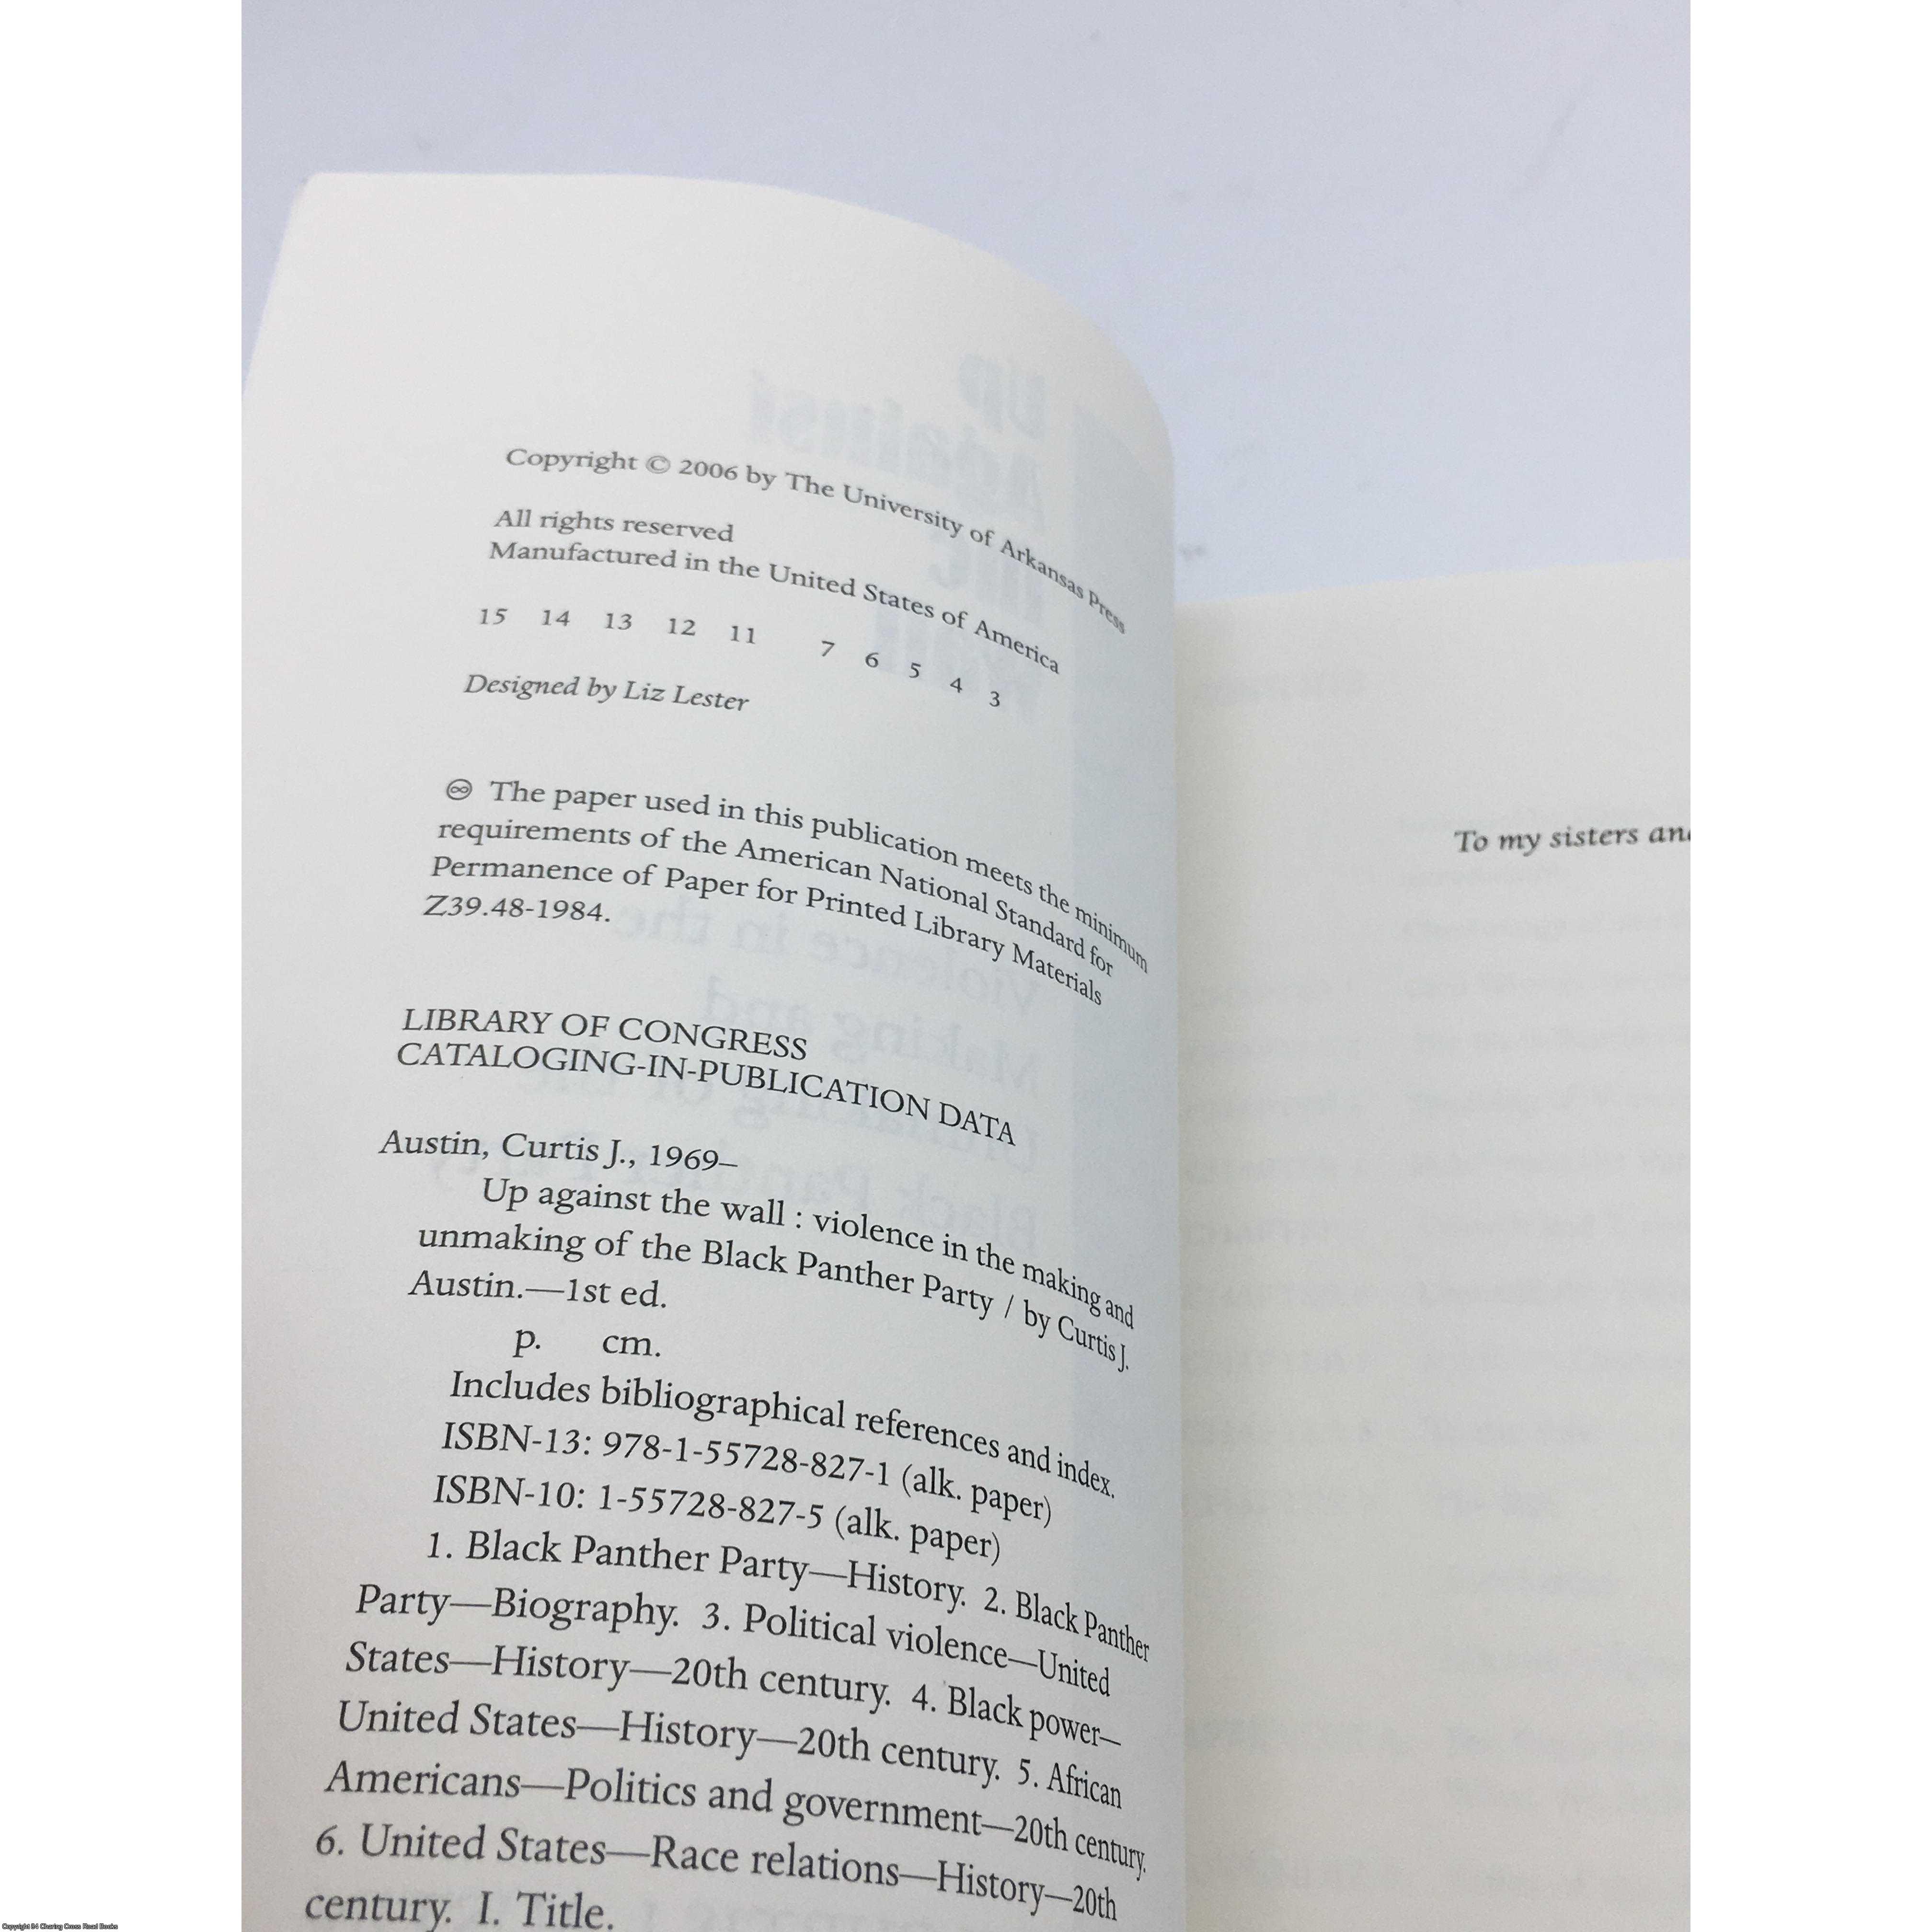 Copyright © 2006 by The University of Arkansas Press
All rights reserved
Manufactured in the United States of America
15 14 13 12 11 7 6 5 4 3
Designed by Liz Lester
♾ The paper used in this publication meets the minimum
requirements of the American National Standard for
Permanence of Paper for Printed Library Materials
Z39.48-1984.
LIBRARY OF CONGRESS
CATALOGING-IN-PUBLICATION DATA
Austin, Curtis J., 1969–
Up against the wall : violence in the making and
unmaking of the Black Panther Party / by Curtis J.
Austin.—1st ed.
p. cm.
Includes bibliographical references and index.
ISBN-13: 978-1-55728-827-1 (alk. paper)
ISBN-10: 1-55728-827-5 (alk. paper)
1. Black Panther Party—History. 2. Black Panther
Party—Biography. 3. Political violence—United
States—History—20th century. 4. Black power—
United States—History—20th century. 5. African
Americans—Politics and government—20th century.
6. United States—Race relations—History—20th
century. I. Title.
To my sisters and
Copyright 84 Charing Cross Road Books